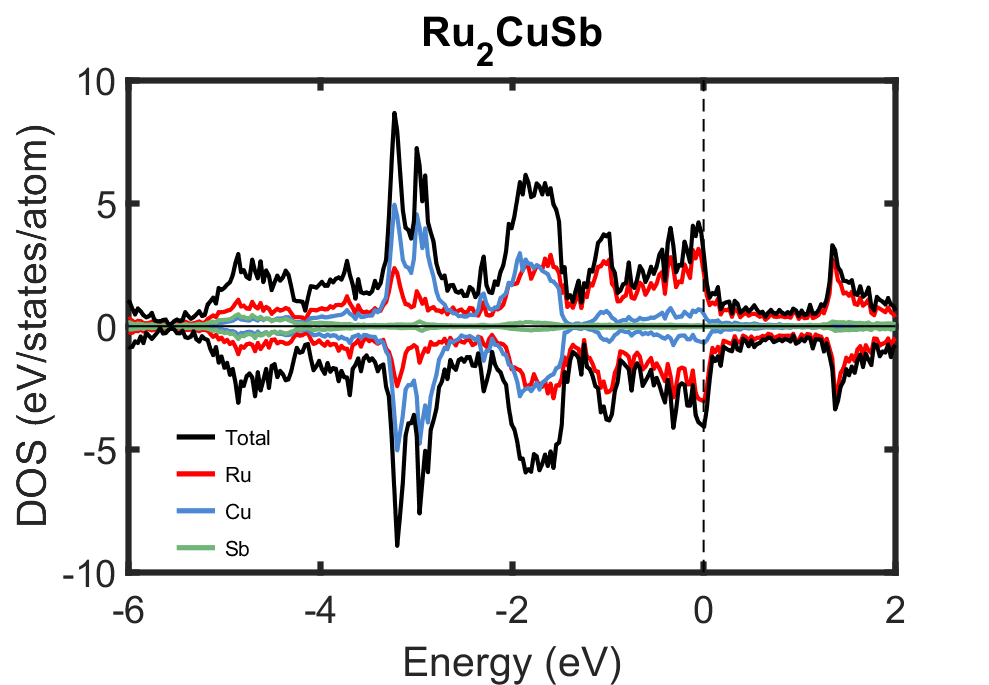 Ru2CuSb
DOS (eV/states/atom)
10
5
0
-5
-10
Total
Ru
Cu
Sb
-6 -4 -2 0 2
Energy (eV)